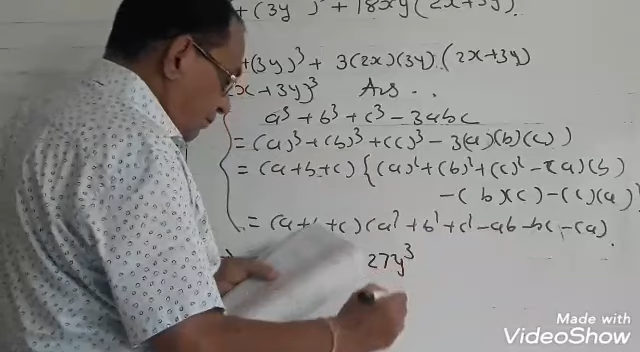 + (3y)³ + 18xy (2x+3y).
+ (3y)³ + 3(2x)(3y).(2x+3y)
2x + 3y)³ Ans..
a³ + b³ + c³ - 3abc
= (a)³ + (b)³ + (c)³ - 3(a)(b)(c))
= (a+b+c) {(a)² + (b)² + (c)² - (a)(b)
- (b)(c) - (c)(a)
= (a+b+c) (a² + b² + c² - ab - bc - ca).
27y³
Made with
VideoShow